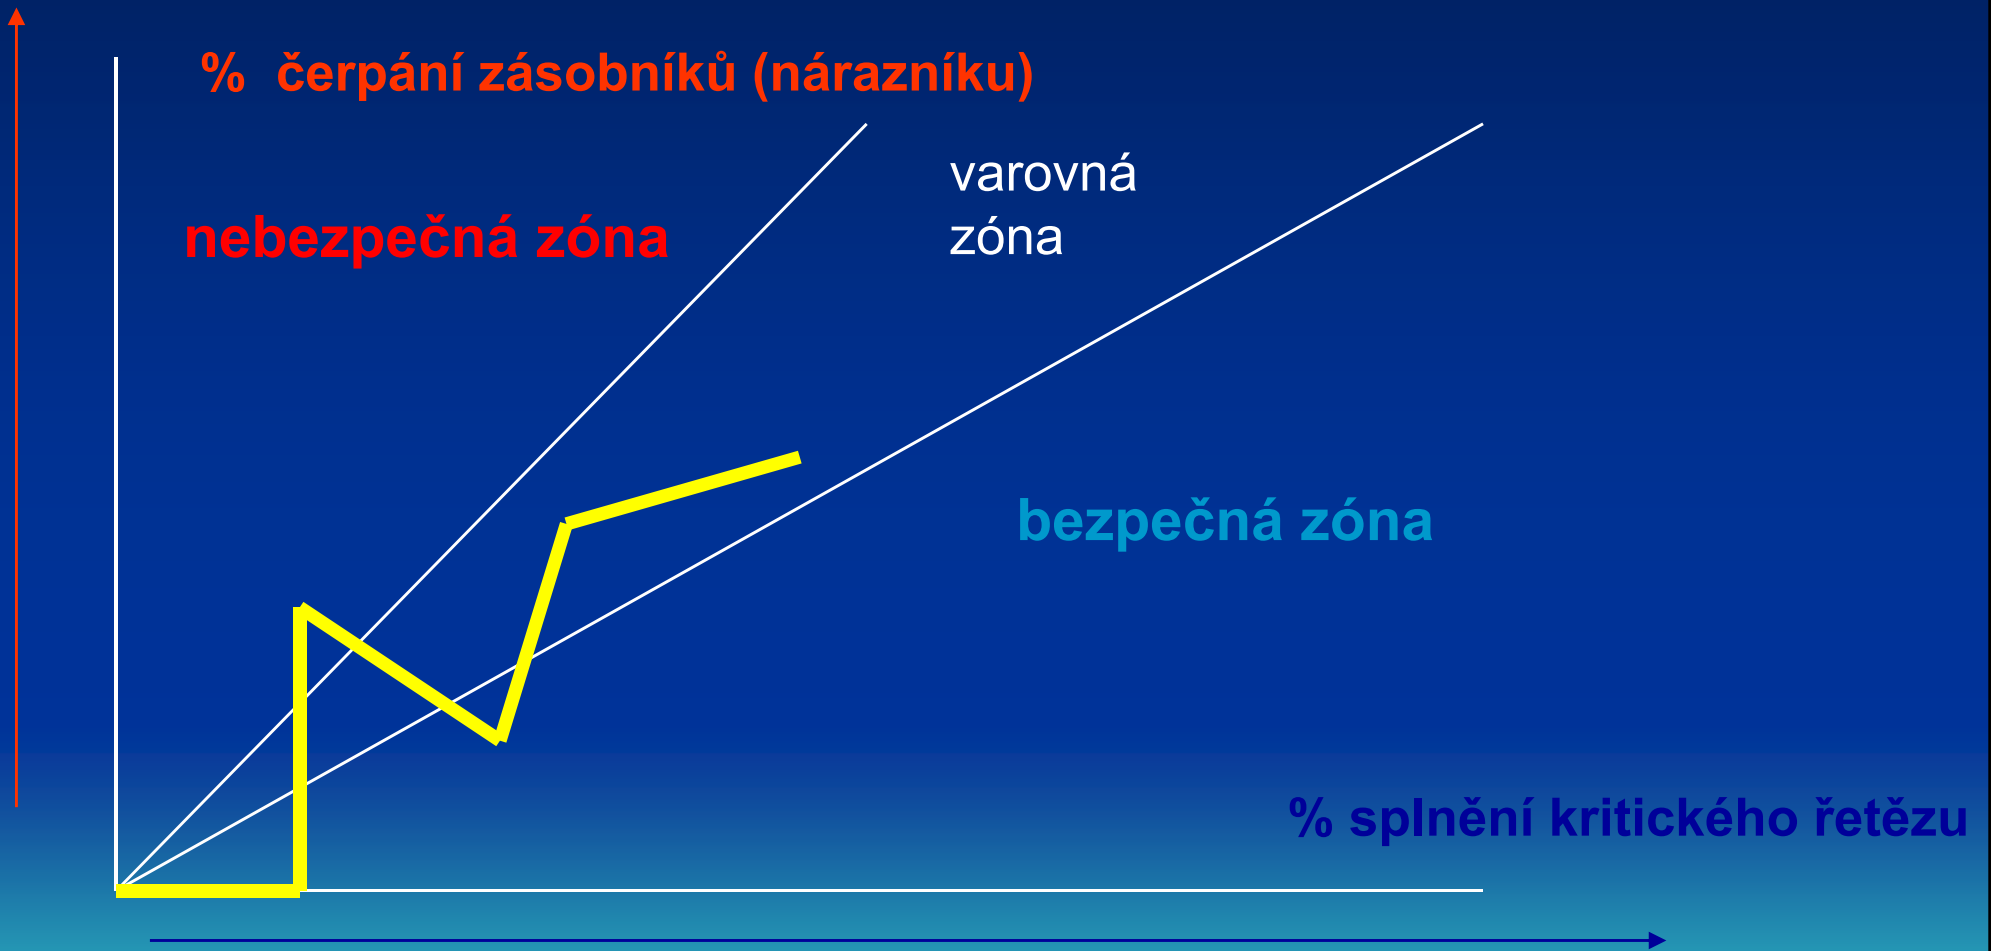 % čerpání zásobníků (nárazníku)
varovná
zóna
nebezpečná zóna
bezpečná zóna
% splnění kritického řetězu